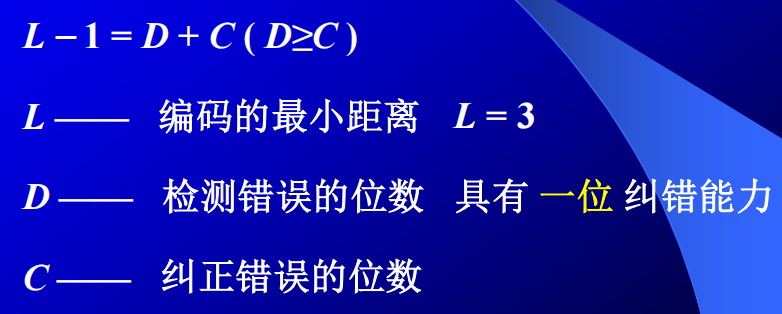 L − 1 = D + C ( D≥C )
L —— 编码的最小距离 L = 3
D —— 检测错误的位数 具有 一位 纠错能力
C —— 纠正错误的位数